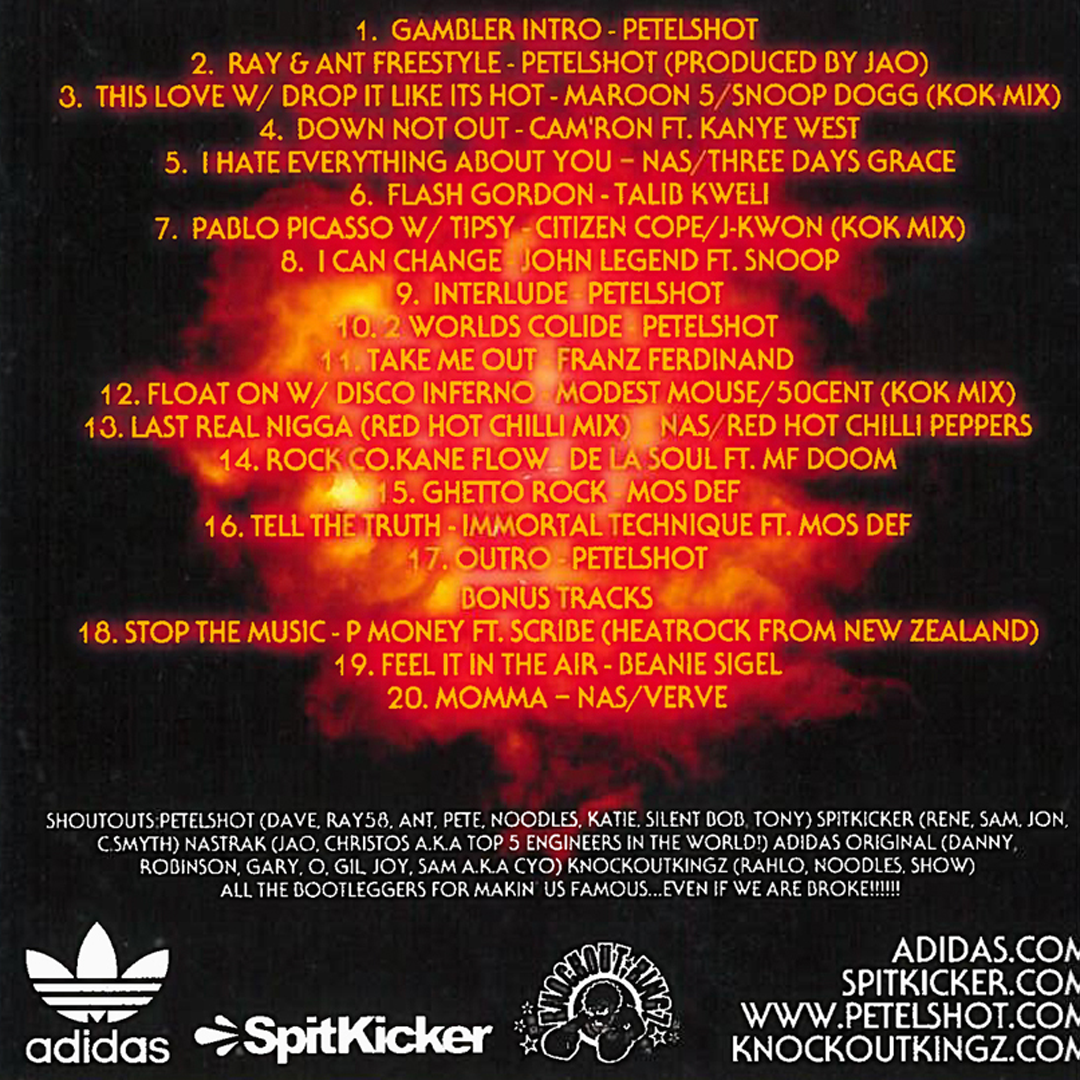 1. GAMBLER INTRO - PETELSHOT
2. RAY & ANT FREESTYLE - PETELSHOT (PRODUCED BY JAO)
3. THIS LOVE W/ DROP IT LIKE ITS HOT - MAROON 5/SNOOP DOGG (KOK MIX)
4. DOWN NOT OUT - CAM'RON FT. KANYE WEST
5. I HATE EVERYTHING ABOUT YOU – NAS/THREE DAYS GRACE
6. FLASH GORDON - TALIB KWELI
7. PABLO PICASSO W/ TIPSY - CITIZEN COPE/J-KWON (KOK MIX)
8. I CAN CHANGE - JOHN LEGEND FT. SNOOP
9. INTERLUDE - PETELSHOT
10. 2 WORLDS COLIDE - PETELSHOT
11. TAKE ME OUT - FRANZ FERDINAND
12. FLOAT ON W/ DISCO INFERNO - MODEST MOUSE/50CENT (KOK MIX)
13. LAST REAL NIGGA (RED HOT CHILLI MIX) - NAS/RED HOT CHILLI PEPPERS
14. ROCK CO.KANE FLOW - DE LA SOUL FT. MF DOOM
15. GHETTO ROCK - MOS DEF
16. TELL THE TRUTH - IMMORTAL TECHNIQUE FT. MOS DEF
17. OUTRO - PETELSHOT
BONUS TRACKS
18. STOP THE MUSIC - P MONEY FT. SCRIBE (HEATROCK FROM NEW ZEALAND)
19. FEEL IT IN THE AIR - BEANIE SIGEL
20. MOMMA – NAS/VERVE
SHOUTOUTS:PETELSHOT (DAVE, RAY58, ANT, PETE, NOODLES, KATIE, SILENT BOB, TONY) SPITKICKER (RENE, SAM, JON,
C.SMYTH) NASTRAK (JAO, CHRISTOS A.K.A TOP 5 ENGINEERS IN THE WORLD!) ADIDAS ORIGINAL (DANNY,
ROBINSON, GARY, O, GIL, JOY, SAM A.K.A CYO) KNOCKOUTKINGZ (RAHLO, NOODLES, SHOW)
ALL THE BOOTLEGGERS FOR MAKIN' US FAMOUS...EVEN IF WE ARE BROKE!!!!!!
adidas
SpitKicker
KNOCKOUT KINGZ
ADIDAS.COM
SPITKICKER.COM
WWW.PETELSHOT.COM
KNOCKOUTKINGZ.COM